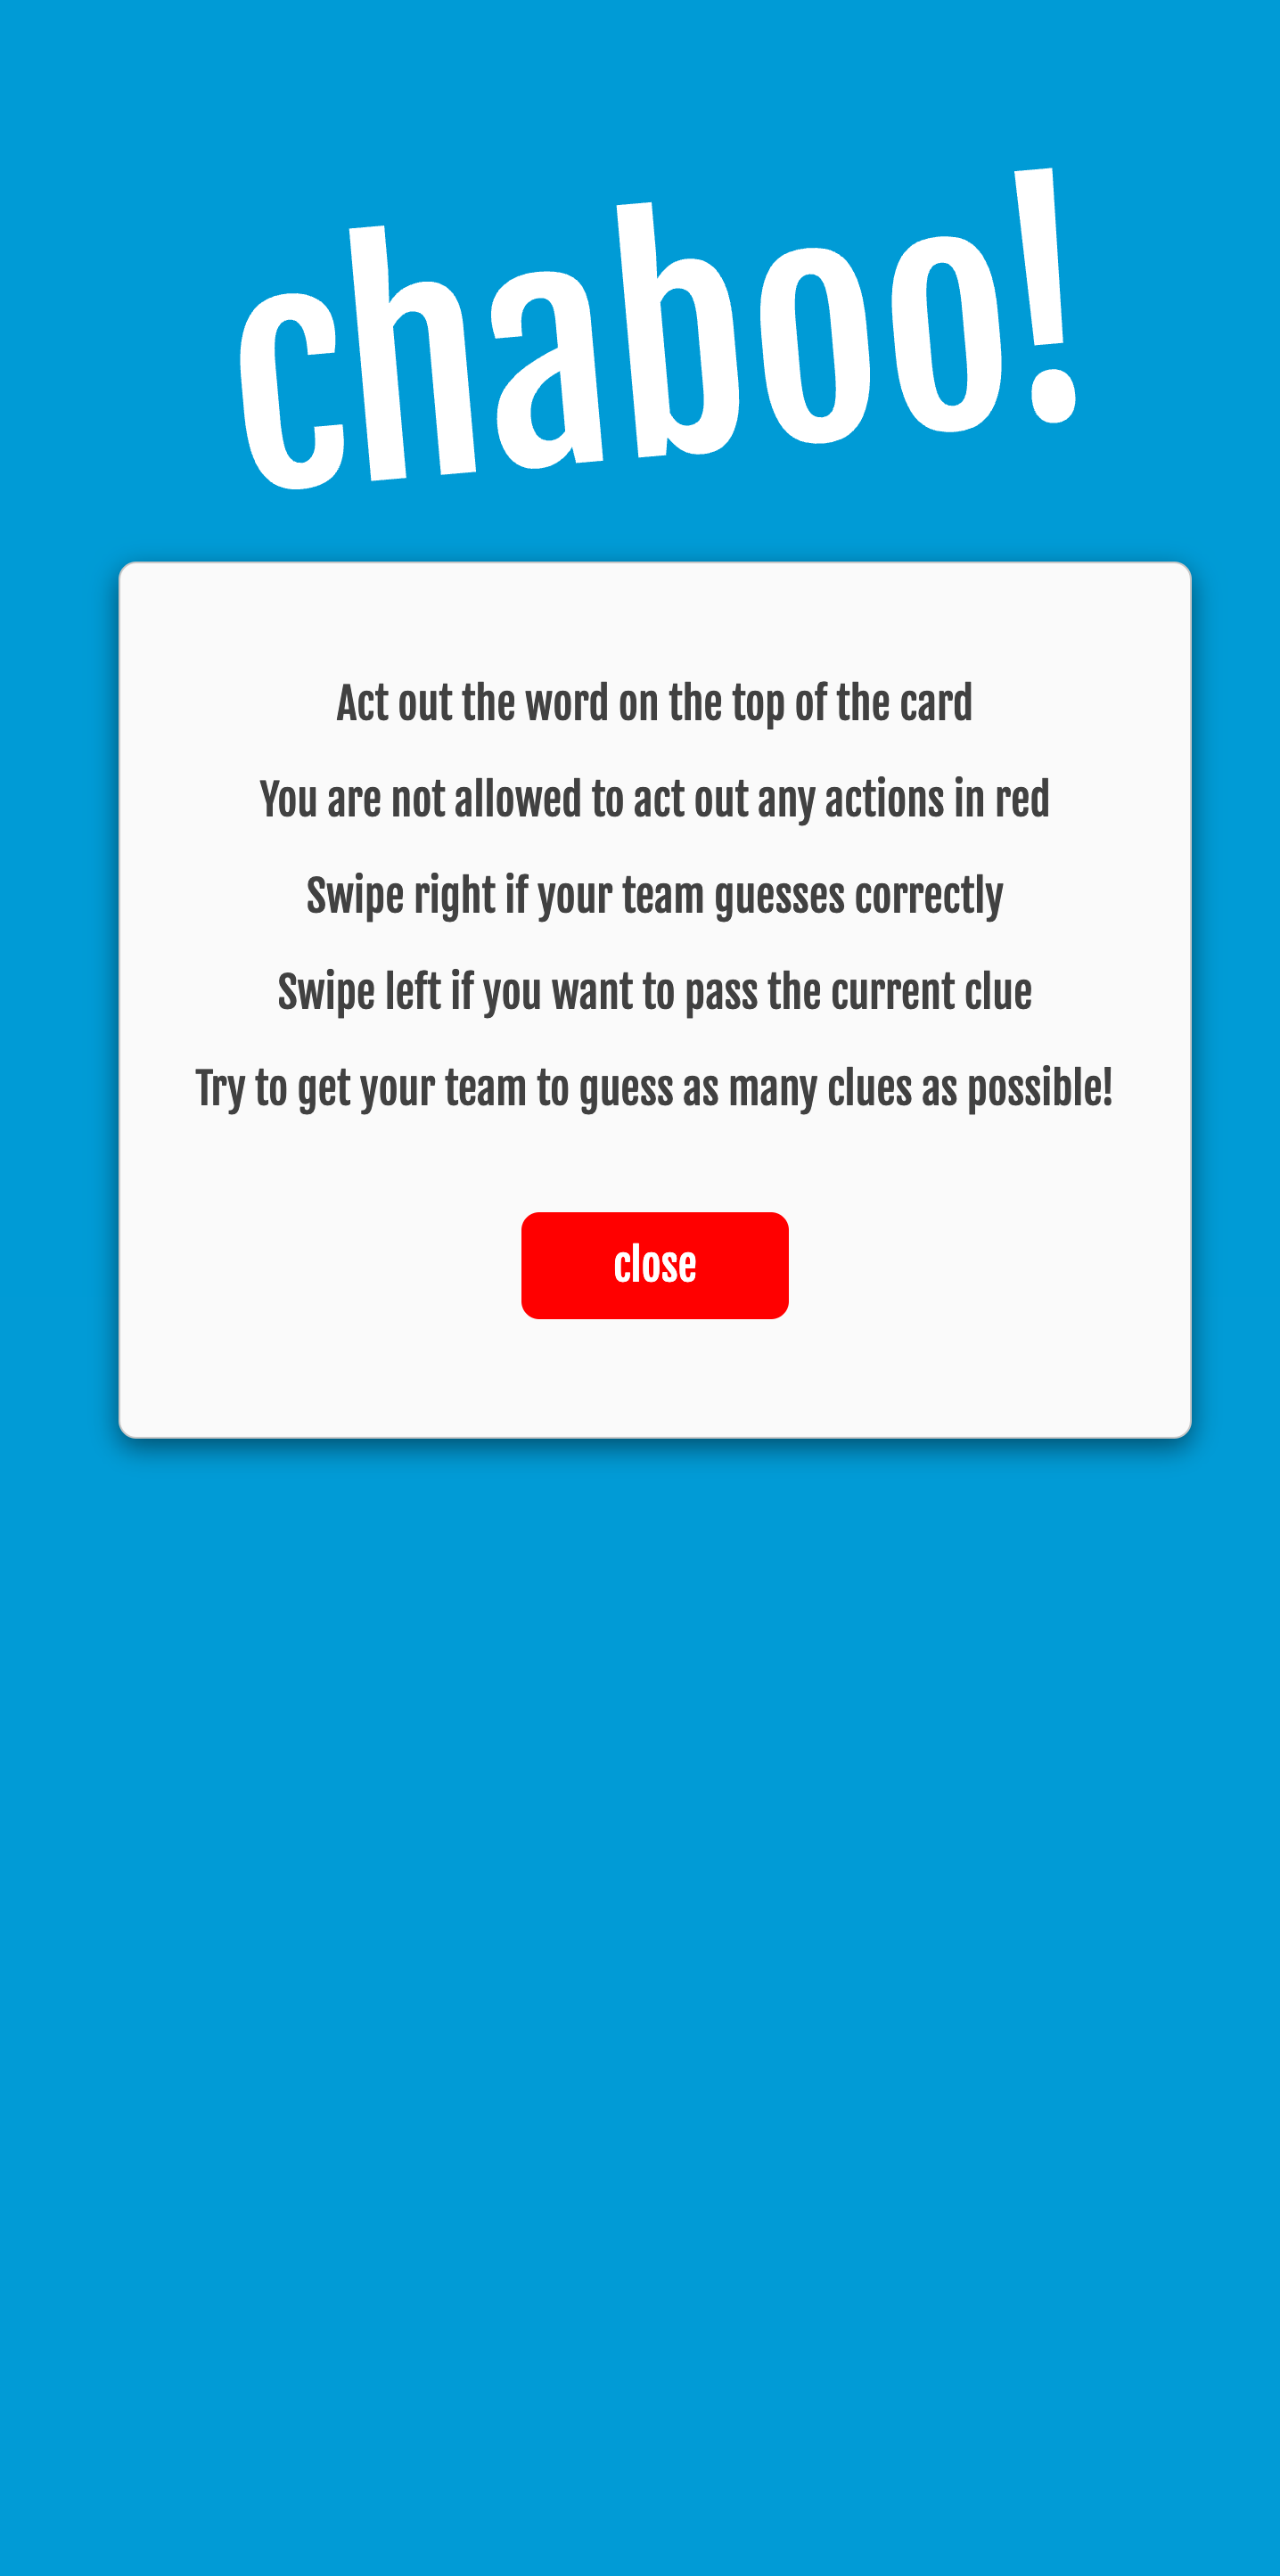 chaboo!
Act out the word on the top of the card
You are not allowed to act out any actions in red
Swipe right if your team guesses correctly
Swipe left if you want to pass the current clue
Try to get your team to guess as many clues as possible!
close